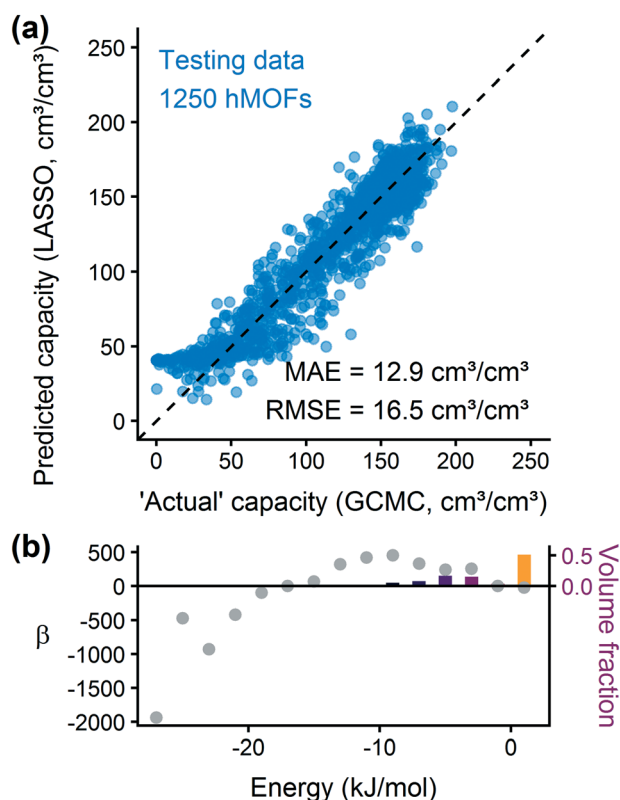 (a)
250
200
150
100
50
0
Predicted capacity (LASSO, cm³/cm³)
Testing data
1250 hMOFs
MAE = 12.9 cm³/cm³
RMSE = 16.5 cm³/cm³
0 50 100 150 200 250
'Actual' capacity (GCMC, cm³/cm³)
(b)
500
0
-500
-1000
-1500
-2000
β
0.5
0.0
Volume fraction
-20 -10 0
Energy (kJ/mol)